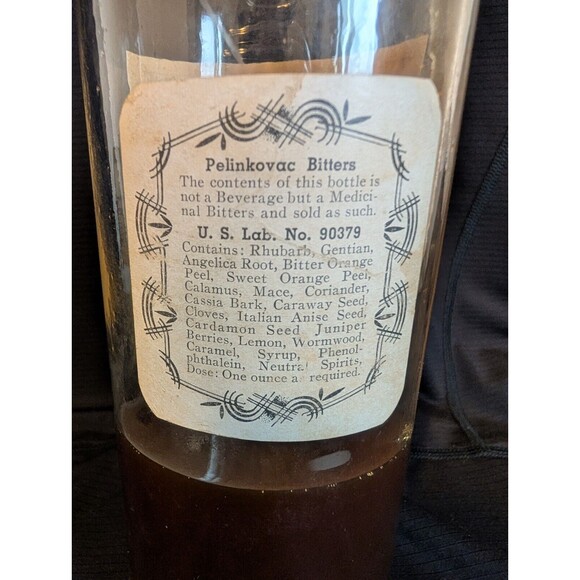 Pelinkovac Bitters
The contents of this bottle is
not a Beverage but a Medici-
nal Bitters and sold as such.
U. S. Lab. No. 90379
Contains: Rhubarb, Gentian,
Angelica Root, Bitter Orange
Peel, Sweet Orange Peel,
Calamus, Mace, Coriander,
Cassia Bark, Caraway Seed,
Cloves, Italian Anise Seed,
Cardamon Seed Juniper
Berries, Lemon, Wormwood,
Caramel, Syrup, Phenol-
phthalein, Neutral Spirits,
Dose: One ounce as required.